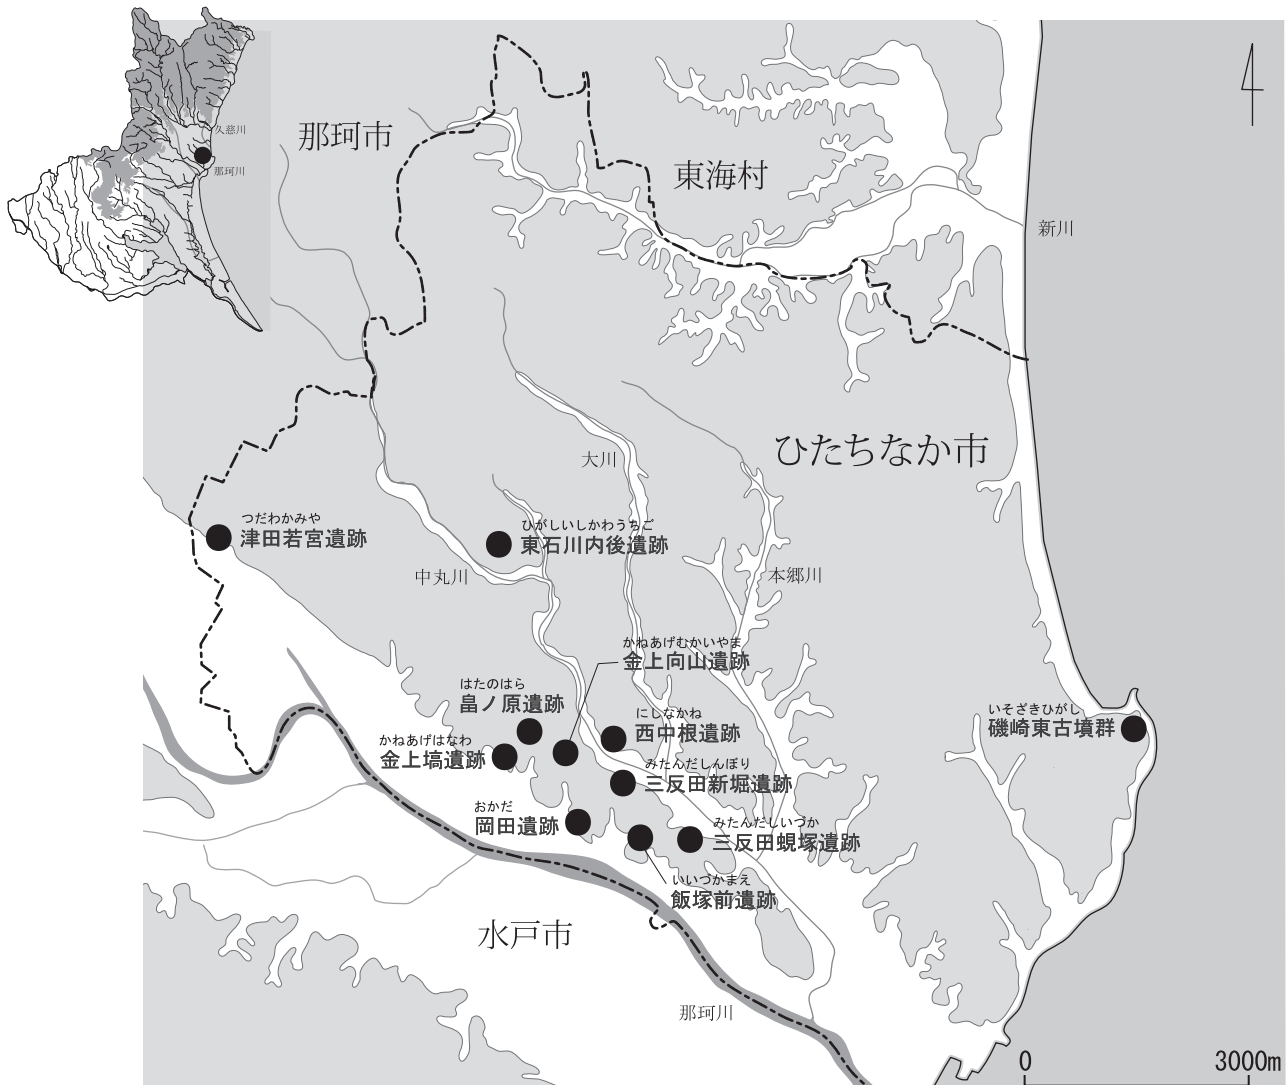 久慈川
那珂川
那珂市
東海村
新川
ひたちなか市
大川
つだわかみや
津田若宮遺跡
ひがしいしかわうちご
東石川内後遺跡
中丸川
本郷川
かねあげむかいやま
金上向山遺跡
はたのはら
畠ノ原遺跡
にしなかね
西中根遺跡
いそざきひがし
磯崎東古墳群
かねあげはなわ
金上塙遺跡
みたんだしんぼり
三反田新堀遺跡
おかだ
岡田遺跡
みたんだしいづか
三反田蜆塚遺跡
いいづかまえ
飯塚前遺跡
水戸市
那珂川
0 3000m